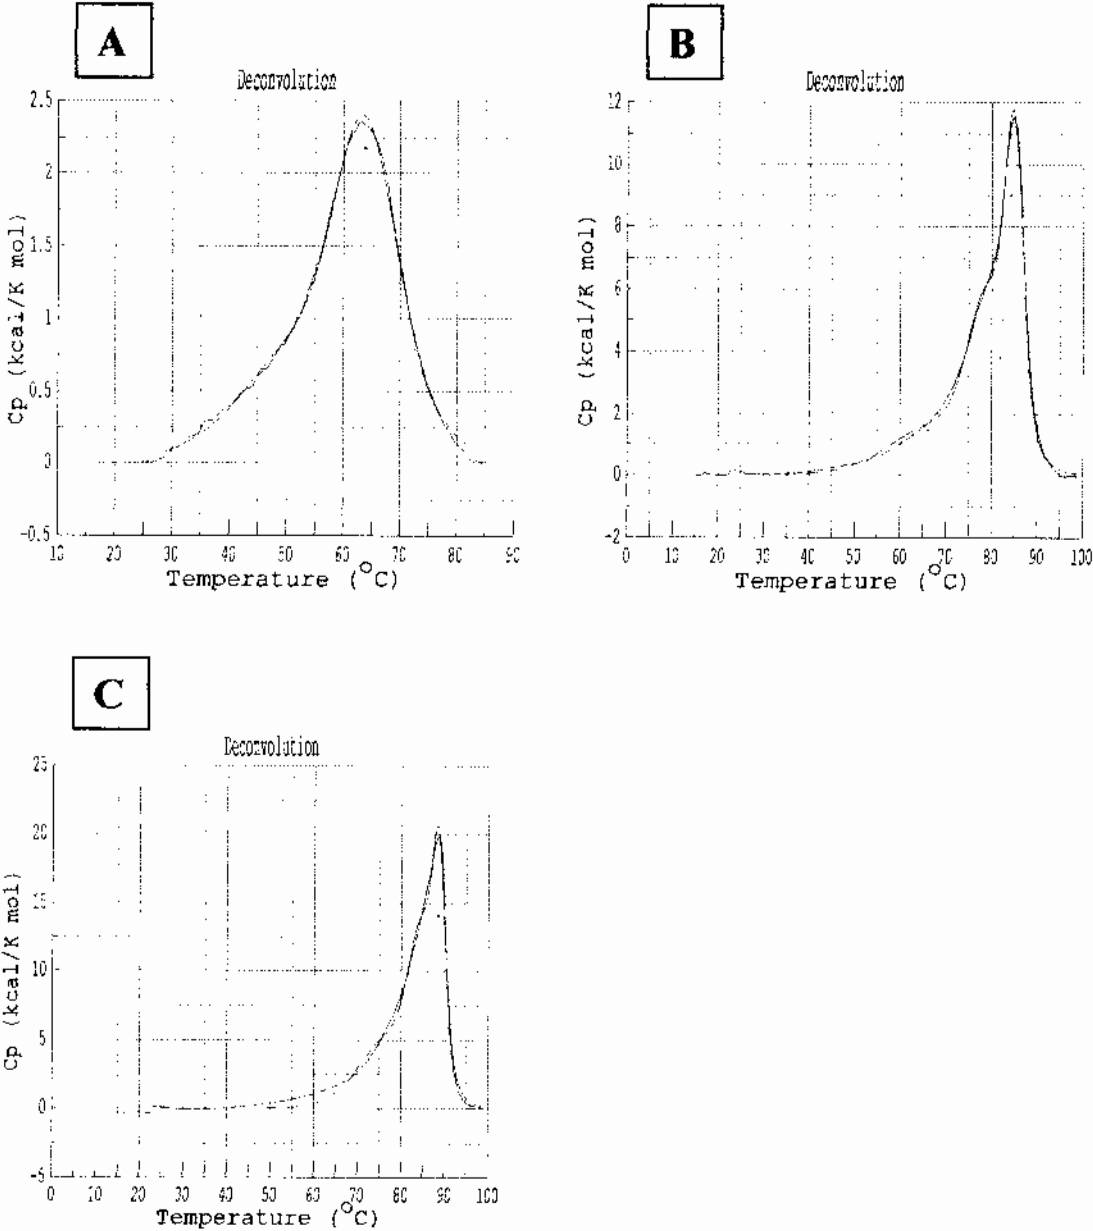 A
Deconvolution
2.5
2
1.5
1
0.5
0
-0.5
Cp (kcal/K mol)
10 20 30 40 50 60 70 80 90
Temperature (°C)
B
Deconvolution
12
10
8
6
4
2
0
-2
Cp (kcal/K mol)
0 10 20 30 40 50 60 70 80 90 100
Temperature (°C)
C
Deconvolution
25
20
15
10
5
0
-5
Cp (kcal/K mol)
0 10 20 30 40 50 60 70 80 90 100
Temperature (°C)